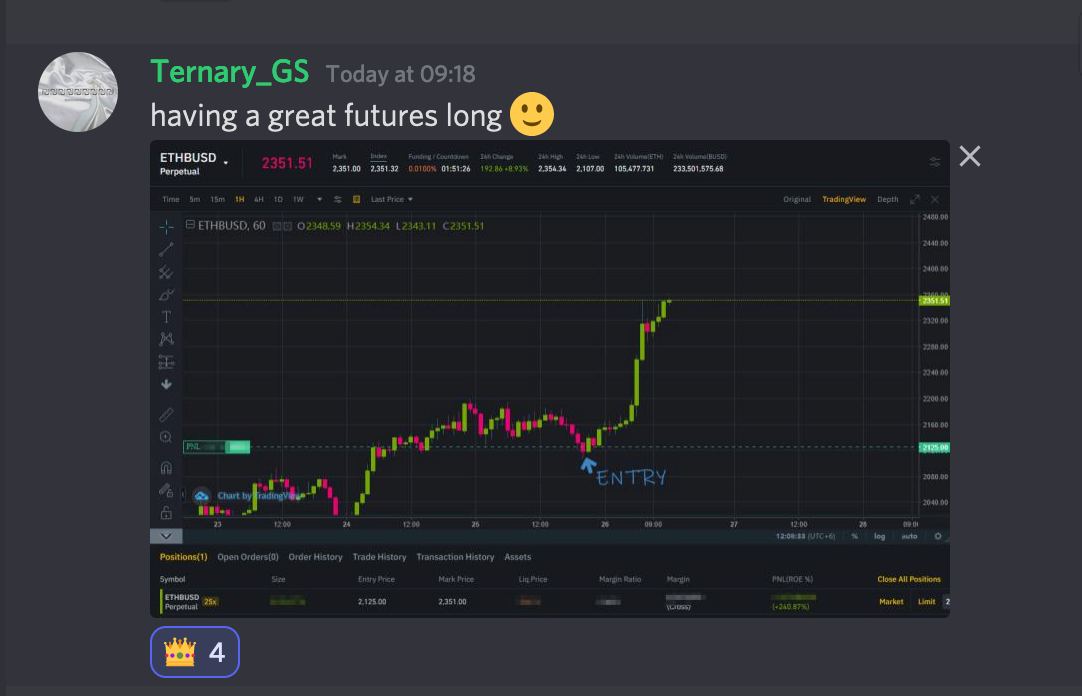 Ternary_GS Today at 09:18
having a great futures long 🙂
ETHBUSD 2351.51 Mark Index Funding / Countdown 24h Change 24h High 24h Low 24h Volume(ETH) 24h Volume(BUSD)
Perpetual 2,351.00 2,351.32 0.0100% 01:51:26 192.86 +8.93% 2,354.34 2,107.00 105,477.731 233,501,575.68
Time 5m 15m 1H 4H 1D 1W Last Price Original TradingView Depth
ETHBUSD, 60 O2348.59 H2354.34 L2343.11 C2351.51
2480.00
2440.00
2400.00
2360.00
2351.51
2320.00
2280.00
2240.00
2200.00
2160.00
PNL 2125.00
2080.00
ENTRY
Chart by TradingView
2040.00
23 12:00 24 12:00 25 12:00 26 09:00 27 12:00 28 09:0
12:08:33 (UTC+6) % log auto
Positions(1) Open Orders(0) Order History Trade History Transaction History Assets
Symbol Size Entry Price Mark Price Liq Price Margin Ratio Margin PNL(ROE %) Close All Positions
ETHBUSD
Perpetual 25x 2,125.00 2,351.00 (Cross) (+240.87%) Market Limit 2
4